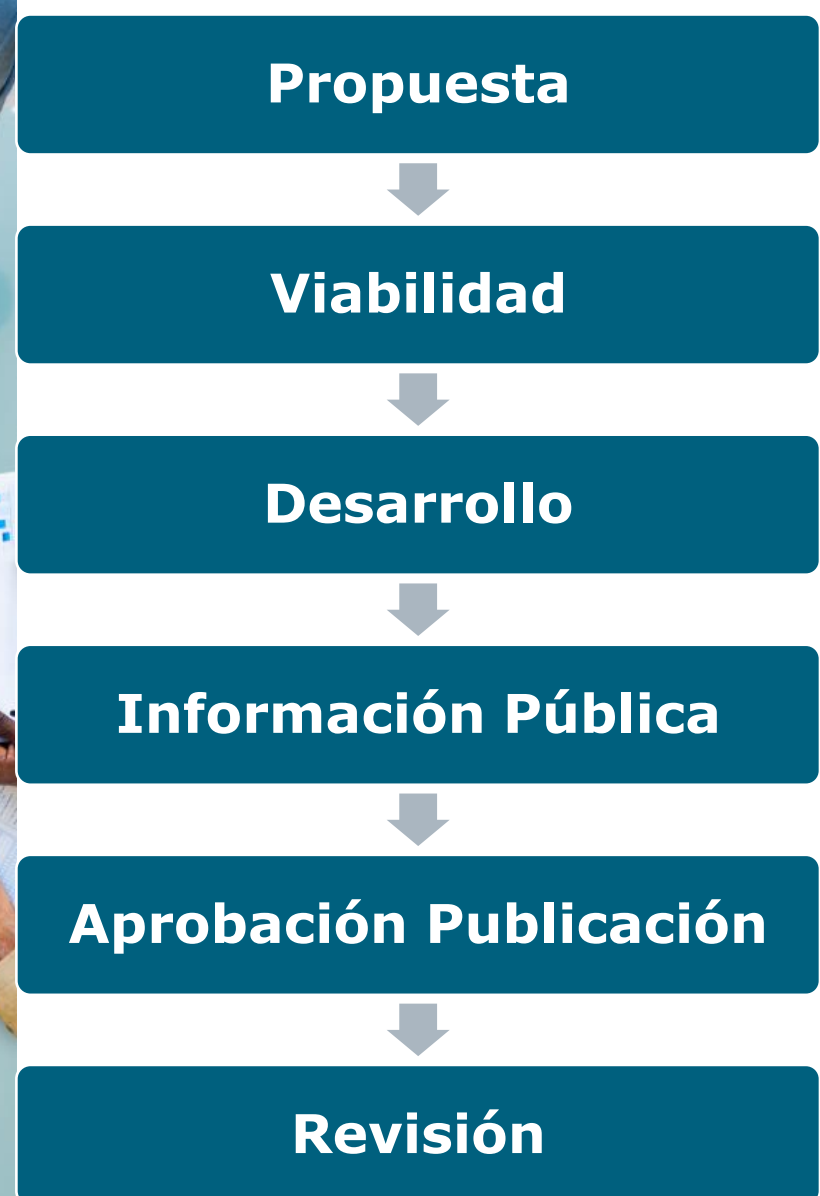 Propuesta
Viabilidad
Desarrollo
Información Pública
Aprobación Publicación
Revisión